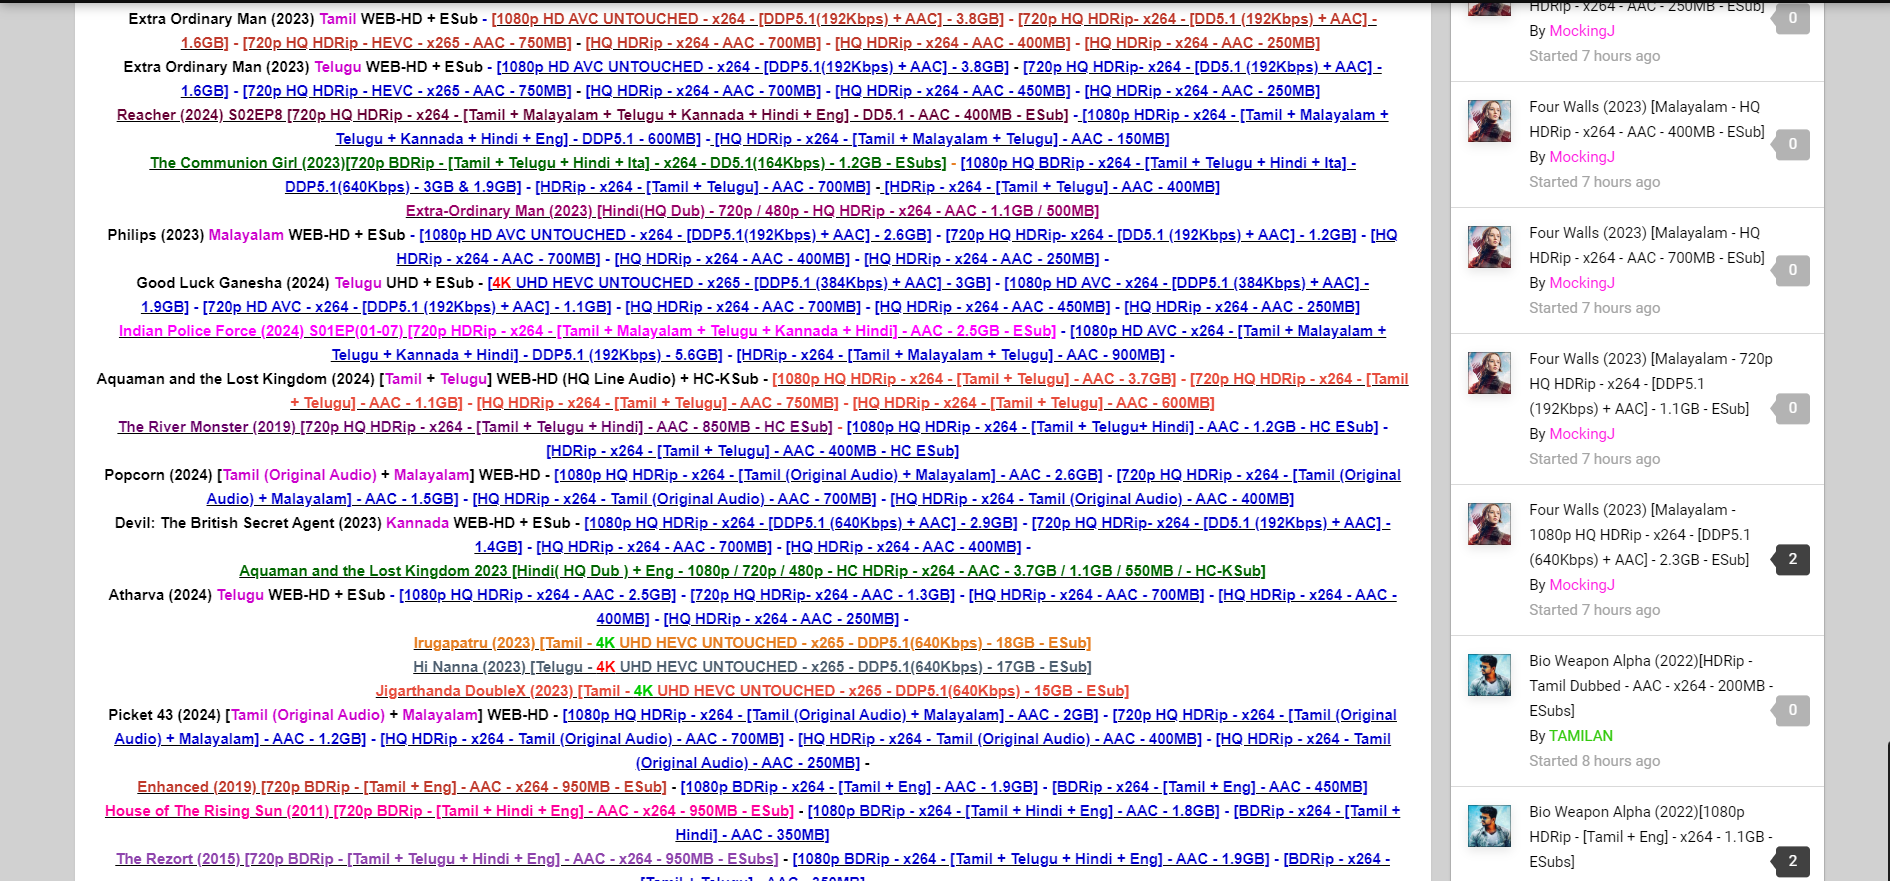 Extra Ordinary Man (2023) Tamil WEB-HD + ESub - [1080p HD AVC UNTOUCHED - x264 - [DDP5.1(192Kbps) + AAC] - 3.8GB] - [720p HQ HDRip- x264 - [DD5.1 (192Kbps) + AAC] -
1.6GB] - [720p HQ HDRip - HEVC - x265 - AAC - 750MB] - [HQ HDRip - x264 - AAC - 700MB] - [HQ HDRip - x264 - AAC - 400MB] - [HQ HDRip - x264 - AAC - 250MB]
Extra Ordinary Man (2023) Telugu WEB-HD + ESub - [1080p HD AVC UNTOUCHED - x264 - [DDP5.1(192Kbps) + AAC] - 3.8GB] - [720p HQ HDRip- x264 - [DD5.1 (192Kbps) + AAC] -
1.6GB] - [720p HQ HDRip - HEVC - x265 - AAC - 750MB] - [HQ HDRip - x264 - AAC - 700MB] - [HQ HDRip - x264 - AAC - 450MB] - [HQ HDRip - x264 - AAC - 250MB]
Reacher (2024) S02EP8 [720p HQ HDRip - x264 - [Tamil + Malayalam + Telugu + Kannada + Hindi + Eng] - DD5.1 - AAC - 400MB - ESub] - [1080p HDRip - x264 - [Tamil + Malayalam +
Telugu + Kannada + Hindi + Eng] - DDP5.1 - 600MB] - [HQ HDRip - x264 - [Tamil + Malayalam + Telugu] - AAC - 150MB]
The Communion Girl (2023)[720p BDRip - [Tamil + Telugu + Hindi + Ita] - x264 - DD5.1(164Kbps) - 1.2GB - ESubs] - [1080p HQ BDRip - x264 - [Tamil + Telugu + Hindi + Ita] -
DDP5.1(640Kbps) - 3GB & 1.9GB] - [HDRip - x264 - [Tamil + Telugu] - AAC - 700MB] - [HDRip - x264 - [Tamil + Telugu] - AAC - 400MB]
Extra-Ordinary Man (2023) [Hindi(HQ Dub) - 720p / 480p - HQ HDRip - x264 - AAC - 1.1GB / 500MB]
Philips (2023) Malayalam WEB-HD + ESub - [1080p HD AVC UNTOUCHED - x264 - [DDP5.1(192Kbps) + AAC] - 2.6GB] - [720p HQ HDRip- x264 - [DD5.1 (192Kbps) + AAC] - 1.2GB] - [HQ
HDRip - x264 - AAC - 700MB] - [HQ HDRip - x264 - AAC - 400MB] - [HQ HDRip - x264 - AAC - 250MB] -
Good Luck Ganesha (2024) Telugu UHD + ESub - [4K UHD HEVC UNTOUCHED - x265 - [DDP5.1 (384Kbps) + AAC] - 3GB] - [1080p HD AVC - x264 - [DDP5.1 (384Kbps) + AAC] -
1.9GB] - [720p HD AVC - x264 - [DDP5.1 (192Kbps) + AAC] - 1.1GB] - [HQ HDRip - x264 - AAC - 700MB] - [HQ HDRip - x264 - AAC - 450MB] - [HQ HDRip - x264 - AAC - 250MB]
Indian Police Force (2024) S01EP(01-07) [720p HDRip - x264 - [Tamil + Malayalam + Telugu + Kannada + Hindi] - AAC - 2.5GB - ESub] - [1080p HD AVC - x264 - [Tamil + Malayalam +
Telugu + Kannada + Hindi] - DDP5.1 (192Kbps) - 5.6GB] - [HDRip - x264 - [Tamil + Malayalam + Telugu] - AAC - 900MB] -
Aquaman and the Lost Kingdom (2024) [Tamil + Telugu] WEB-HD (HQ Line Audio) + HC-KSub - [1080p HQ HDRip - x264 - [Tamil + Telugu] - AAC - 3.7GB] - [720p HQ HDRip - x264 - [Tamil
+ Telugu] - AAC - 1.1GB] - [HQ HDRip - x264 - [Tamil + Telugu] - AAC - 750MB] - [HQ HDRip - x264 - [Tamil + Telugu] - AAC - 600MB]
The River Monster (2019) [720p HQ HDRip - x264 - [Tamil + Telugu + Hindi] - AAC - 850MB - HC ESub] - [1080p HQ HDRip - x264 - [Tamil + Telugu+ Hindi] - AAC - 1.2GB - HC ESub] -
[HDRip - x264 - [Tamil + Telugu] - AAC - 400MB - HC ESub]
Popcorn (2024) [Tamil (Original Audio) + Malayalam] WEB-HD - [1080p HQ HDRip - x264 - [Tamil (Original Audio) + Malayalam] - AAC - 2.6GB] - [720p HQ HDRip - x264 - [Tamil (Original
Audio) + Malayalam] - AAC - 1.5GB] - [HQ HDRip - x264 - Tamil (Original Audio) - AAC - 700MB] - [HQ HDRip - x264 - Tamil (Original Audio) - AAC - 400MB]
Devil: The British Secret Agent (2023) Kannada WEB-HD + ESub - [1080p HQ HDRip - x264 - [DDP5.1 (640Kbps) + AAC] - 2.9GB] - [720p HQ HDRip- x264 - [DD5.1 (192Kbps) + AAC] -
1.4GB] - [HQ HDRip - x264 - AAC - 700MB] - [HQ HDRip - x264 - AAC - 400MB] -
Aquaman and the Lost Kingdom 2023 [Hindi( HQ Dub ) + Eng - 1080p / 720p / 480p - HC HDRip - x264 - AAC - 3.7GB / 1.1GB / 550MB / - HC-KSub]
Atharva (2024) Telugu WEB-HD + ESub - [1080p HQ HDRip - x264 - AAC - 2.5GB] - [720p HQ HDRip- x264 - AAC - 1.3GB] - [HQ HDRip - x264 - AAC - 700MB] - [HQ HDRip - x264 - AAC -
400MB] - [HQ HDRip - x264 - AAC - 250MB] -
Irugapatru (2023) [Tamil - 4K UHD HEVC UNTOUCHED - x265 - DDP5.1(640Kbps) - 18GB - ESub]
Hi Nanna (2023) [Telugu - 4K UHD HEVC UNTOUCHED - x265 - DDP5.1(640Kbps) - 17GB - ESub]
Jigarthanda DoubleX (2023) [Tamil - 4K UHD HEVC UNTOUCHED - x265 - DDP5.1(640Kbps) - 15GB - ESub]
Picket 43 (2024) [Tamil (Original Audio) + Malayalam] WEB-HD - [1080p HQ HDRip - x264 - [Tamil (Original Audio) + Malayalam] - AAC - 2GB] - [720p HQ HDRip - x264 - [Tamil (Original
Audio) + Malayalam] - AAC - 1.2GB] - [HQ HDRip - x264 - Tamil (Original Audio) - AAC - 700MB] - [HQ HDRip - x264 - Tamil (Original Audio) - AAC - 400MB] - [HQ HDRip - x264 - Tamil
(Original Audio) - AAC - 250MB] -
Enhanced (2019) [720p BDRip - [Tamil + Eng] - AAC - x264 - 950MB - ESub] - [1080p BDRip - x264 - [Tamil + Eng] - AAC - 1.9GB] - [BDRip - x264 - [Tamil + Eng] - AAC - 450MB]
House of The Rising Sun (2011) [720p BDRip - [Tamil + Hindi + Eng] - AAC - x264 - 950MB - ESub] - [1080p BDRip - x264 - [Tamil + Hindi + Eng] - AAC - 1.8GB] - [BDRip - x264 - [Tamil +
Hindi] - AAC - 350MB]
The Rezort (2015) [720p BDRip - [Tamil + Telugu + Hindi + Eng] - AAC - x264 - 950MB - ESubs] - [1080p BDRip - x264 - [Tamil + Telugu + Hindi + Eng] - AAC - 1.9GB] - [BDRip - x264 -
[Tamil + Telugu] - AAC - 350MB]
HDRip - x264 - AAC - 250MB - ESub]
0
By MockingJ
Started 7 hours ago
Four Walls (2023) [Malayalam - HQ
HDRip - x264 - AAC - 400MB - ESub]
0
By MockingJ
Started 7 hours ago
Four Walls (2023) [Malayalam - HQ
HDRip - x264 - AAC - 700MB - ESub]
0
By MockingJ
Started 7 hours ago
Four Walls (2023) [Malayalam - 720p
HQ HDRip - x264 - [DDP5.1
(192Kbps) + AAC] - 1.1GB - ESub]
0
By MockingJ
Started 7 hours ago
Four Walls (2023) [Malayalam -
1080p HQ HDRip - x264 - [DDP5.1
(640Kbps) + AAC] - 2.3GB - ESub]
2
By MockingJ
Started 7 hours ago
Bio Weapon Alpha (2022)[HDRip -
Tamil Dubbed - AAC - x264 - 200MB -
ESubs]
0
By TAMILAN
Started 8 hours ago
Bio Weapon Alpha (2022)[1080p
HDRip - [Tamil + Eng] - x264 - 1.1GB -
ESubs]
2